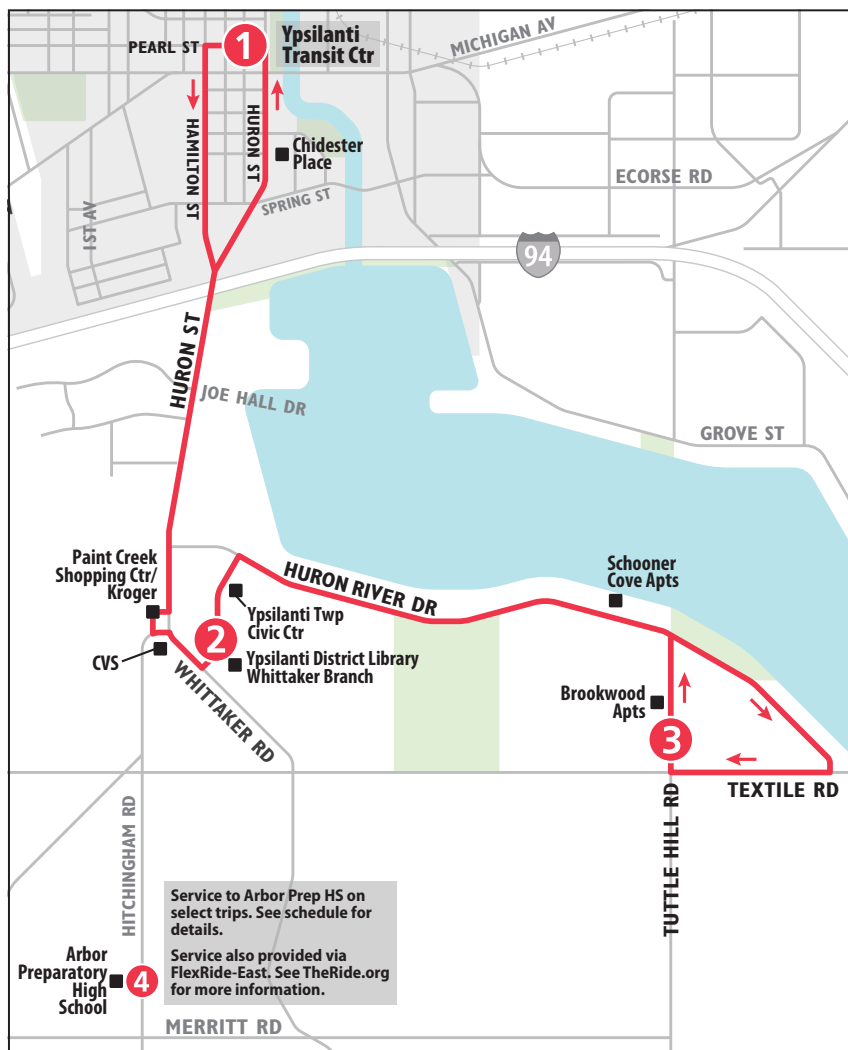 PEARL ST
1
Ypsilanti
Transit Ctr
MICHIGAN AV
HAMILTON ST
HURON ST
Chidester
Place
ECORSE RD
SPRING ST
1ST AV
94
HURON ST
JOE HALL DR
GROVE ST
Paint Creek
Shopping Ctr/
Kroger
HURON RIVER DR
Schooner
Cove Apts
Ypsilanti Twp
Civic Ctr
2
CVS
Ypsilanti District Library
Whittaker Branch
WHITTAKER RD
Brookwood
Apts
3
TEXTILE RD
TUTTLE HILL RD
HITCHINGHAM RD
Service to Arbor Prep HS on
select trips. See schedule for
details.
Service also provided via
FlexRide-East. See TheRide.org
for more information.
Arbor
Preparatory
High
School
4
MERRITT RD